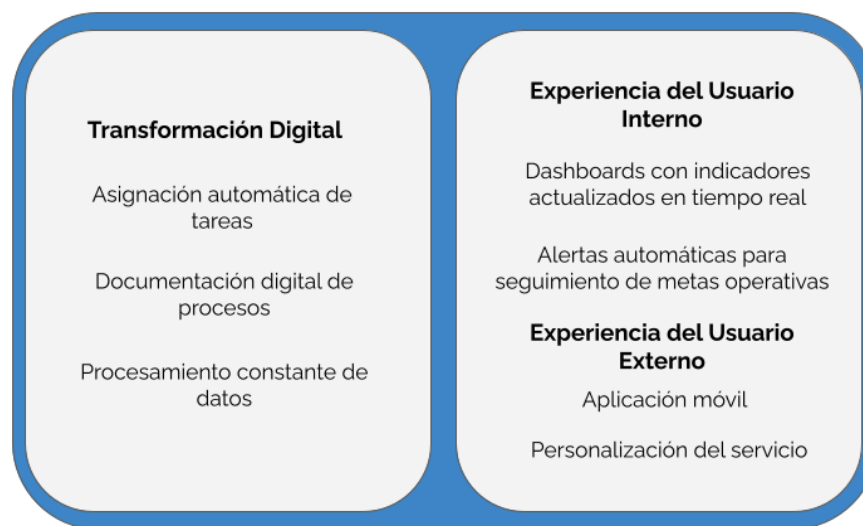 Transformación Digital
Asignación automática de
tareas
Documentación digital de
procesos
Procesamiento constante de
datos
Experiencia del Usuario
Interno
Dashboards con indicadores
actualizados en tiempo real
Alertas automáticas para
seguimiento de metas operativas
Experiencia del Usuario
Externo
Aplicación móvil
Personalización del servicio